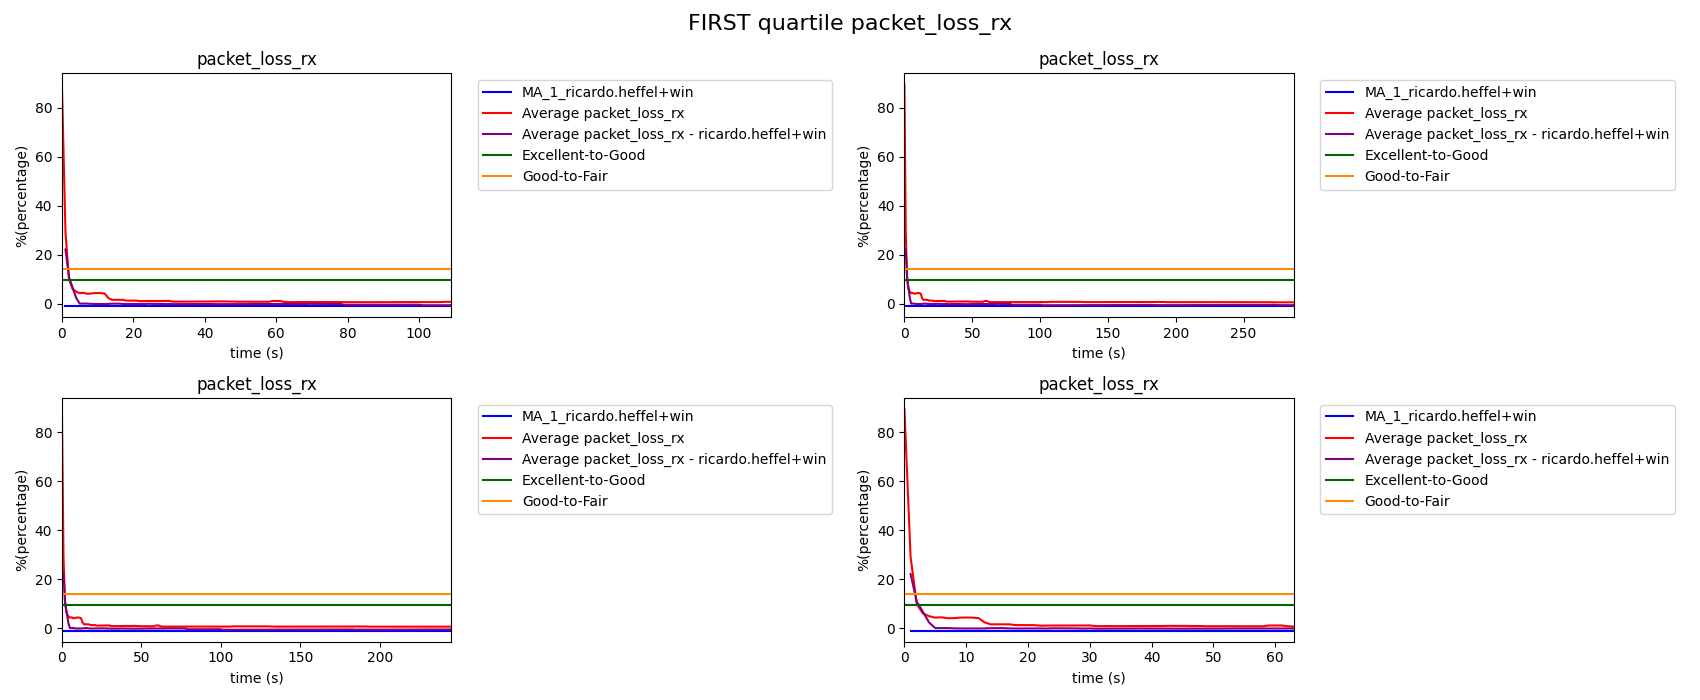 FIRST quartile packet_loss_rx
packet_loss_rx
%(percentage)
80
60
40
20
0
0 20 40 60 80 100
time (s)
MA_1_ricardo.heffel+win
Average packet_loss_rx
Average packet_loss_rx - ricardo.heffel+win
Excellent-to-Good
Good-to-Fair
packet_loss_rx
%(percentage)
80
60
40
20
0
0 50 100 150 200 250
time (s)
MA_1_ricardo.heffel+win
Average packet_loss_rx
Average packet_loss_rx - ricardo.heffel+win
Excellent-to-Good
Good-to-Fair
packet_loss_rx
%(percentage)
80
60
40
20
0
0 50 100 150 200
time (s)
MA_1_ricardo.heffel+win
Average packet_loss_rx
Average packet_loss_rx - ricardo.heffel+win
Excellent-to-Good
Good-to-Fair
packet_loss_rx
%(percentage)
80
60
40
20
0
0 10 20 30 40 50 60
time (s)
MA_1_ricardo.heffel+win
Average packet_loss_rx
Average packet_loss_rx - ricardo.heffel+win
Excellent-to-Good
Good-to-Fair